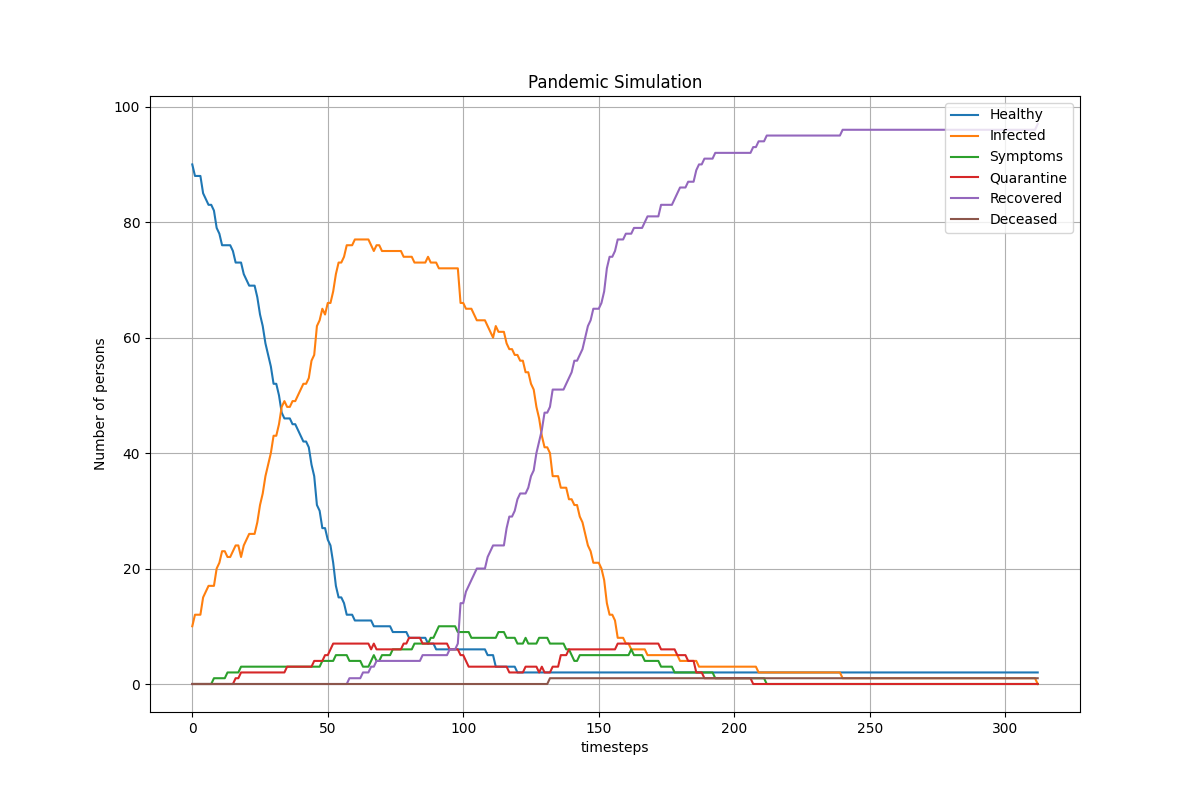 Pandemic Simulation
100
80
60
40
20
0
Number of persons
Healthy
Infected
Symptoms
Quarantine
Recovered
Deceased
0 50 100 150 200 250 300
timesteps